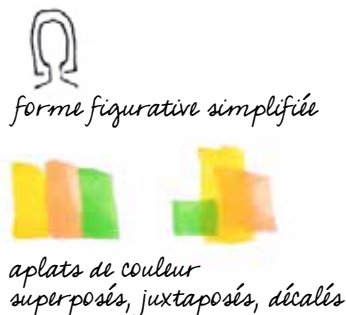 forme figurative simplifiée
aplats de couleur
superposés, juxtaposés, décalés